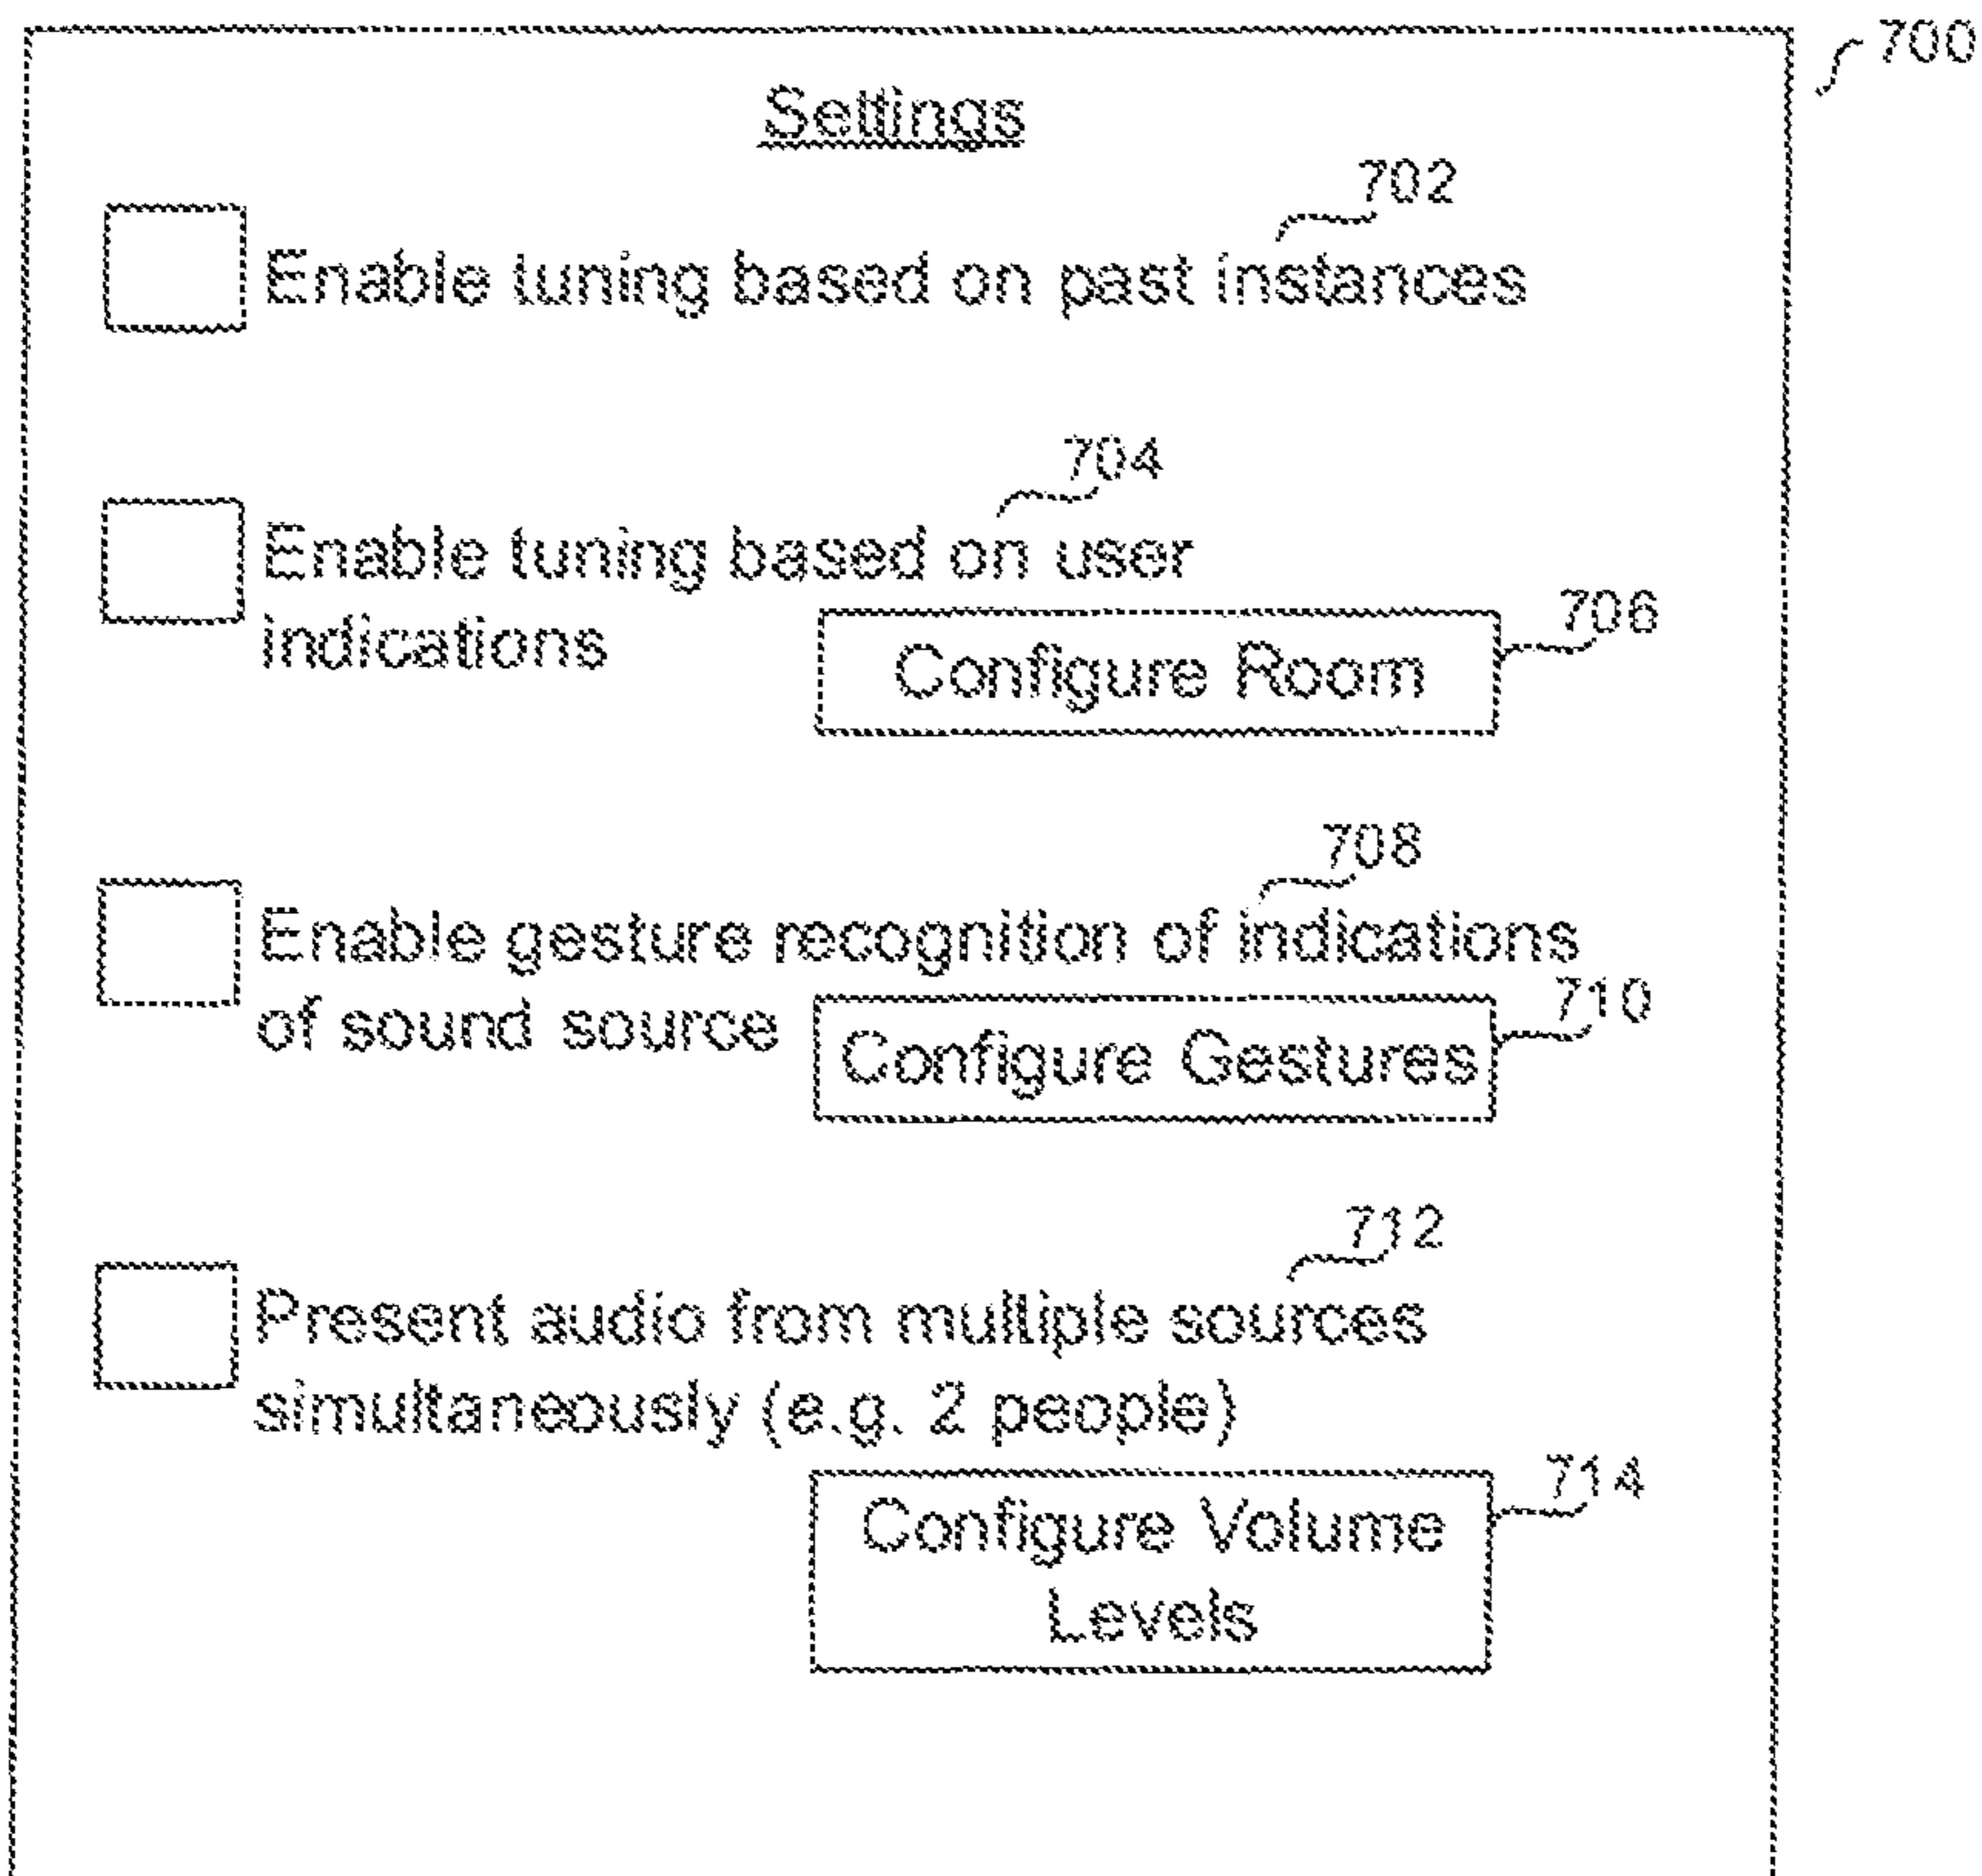 700
Settings
702
Enable tuning based on past instances
704
Enable tuning based on user
indications
706
Configure Room
708
Enable gesture recognition of indications
of sound source
710
Configure Gestures
712
Present audio from multiple sources
simultaneously (e.g. 2 people)
714
Configure Volume
Levels